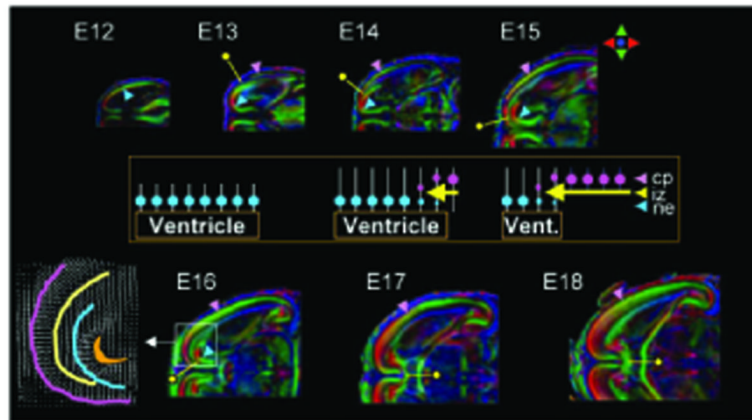 E12
E13
E14
E15
cp
iz
ne
Ventricle
Ventricle
Vent.
E16
E17
E18